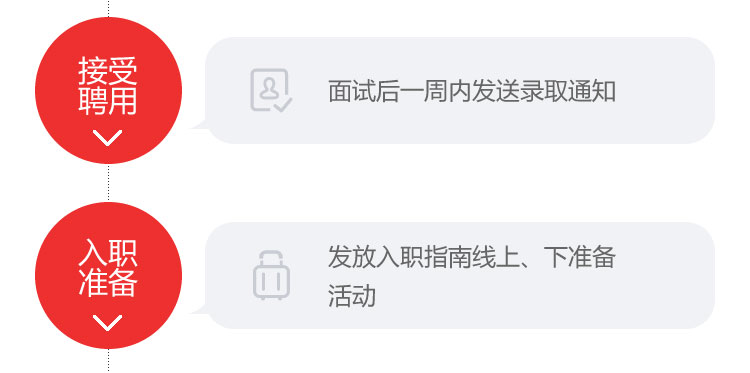 接受
聘用
面试后一周内发送录取通知
入职
准备
发放入职指南线上、下准备
活动